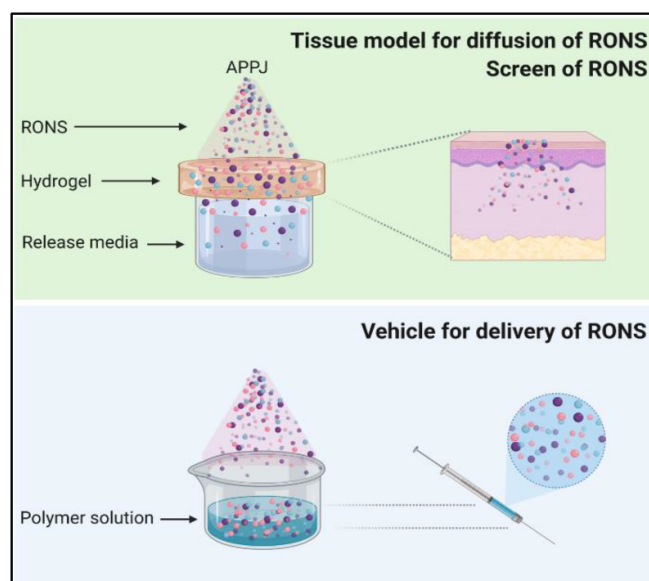 Tissue model for diffusion of RONS
Screen of RONS
APPJ
RONS
Hydrogel
Release media
Vehicle for delivery of RONS
Polymer solution